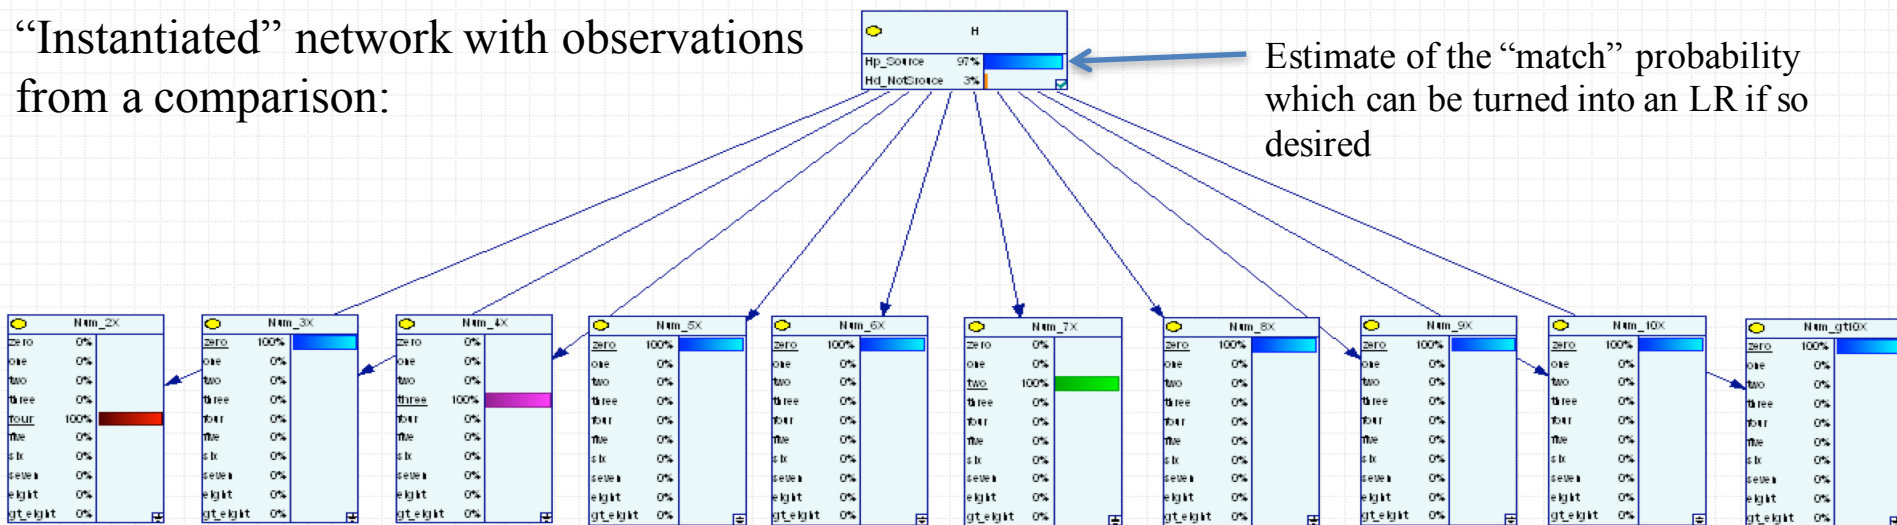 “Instantiated” network with observations
from a comparison:
H
Hp_Source 97%
Hd_NotSrouce 3%
Estimate of the “match” probability
which can be turned into an LR if so
desired
Num_2X
zero 0%
one 0%
two 0%
three 0%
four 100%
five 0%
six 0%
seven 0%
eight 0%
gt_eight 0%
Num_3X
zero 100%
one 0%
two 0%
three 0%
four 0%
five 0%
six 0%
seven 0%
eight 0%
gt_eight 0%
Num_4X
zero 0%
one 0%
two 0%
three 100%
four 0%
five 0%
six 0%
seven 0%
eight 0%
gt_eight 0%
Num_5X
zero 100%
one 0%
two 0%
three 0%
four 0%
five 0%
six 0%
seven 0%
eight 0%
gt_eight 0%
Num_6X
zero 100%
one 0%
two 0%
three 0%
four 0%
five 0%
six 0%
seven 0%
eight 0%
gt_eight 0%
Num_7X
zero 0%
one 0%
two 100%
three 0%
four 0%
five 0%
six 0%
seven 0%
eight 0%
gt_eight 0%
Num_8X
zero 100%
one 0%
two 0%
three 0%
four 0%
five 0%
six 0%
seven 0%
eight 0%
gt_eight 0%
Num_9X
zero 100%
one 0%
two 0%
three 0%
four 0%
five 0%
six 0%
seven 0%
eight 0%
gt_eight 0%
Num_10X
zero 100%
one 0%
two 0%
three 0%
four 0%
five 0%
six 0%
seven 0%
eight 0%
gt_eight 0%
Num_gt10X
zero 100%
one 0%
two 0%
three 0%
four 0%
five 0%
six 0%
seven 0%
eight 0%
gt_eight 0%